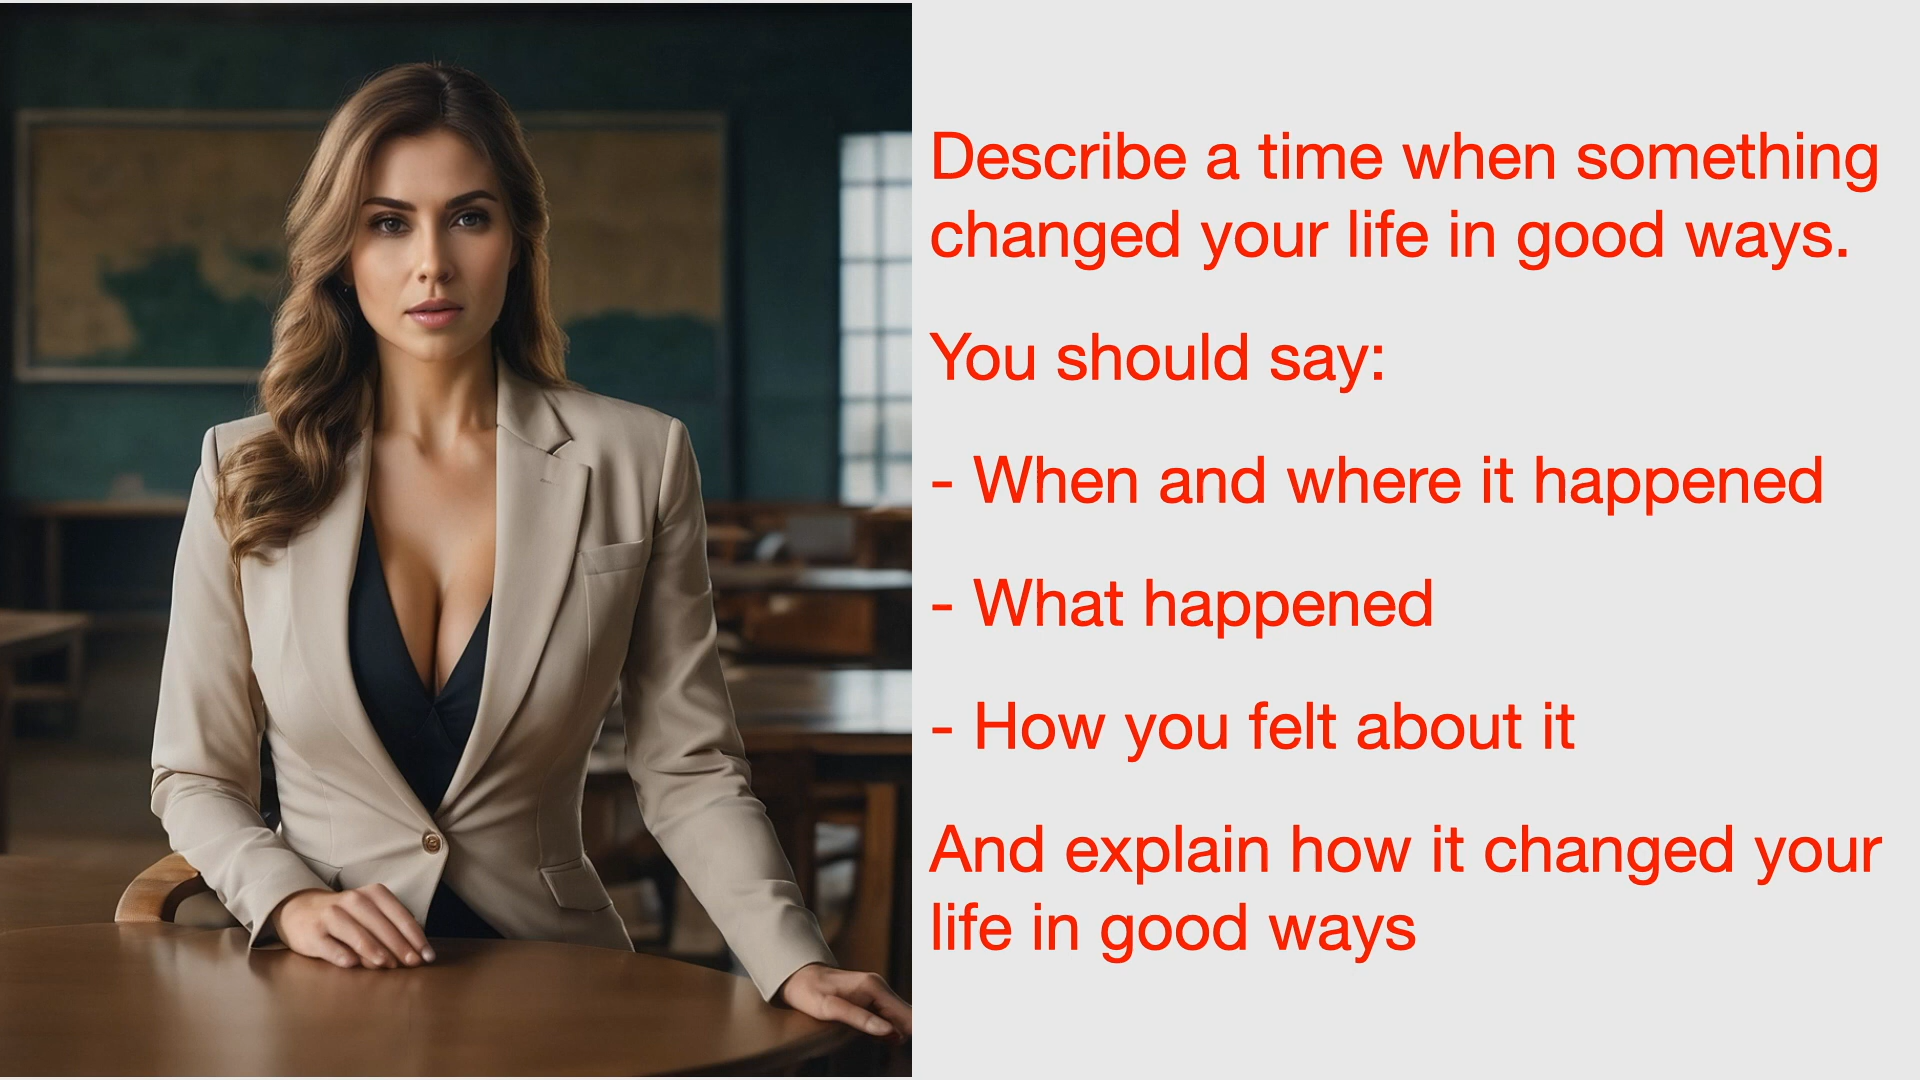 Describe a time when something
changed your life in good ways.
You should say:
- When and where it happened
- What happened
- How you felt about it
And explain how it changed your
life in good ways